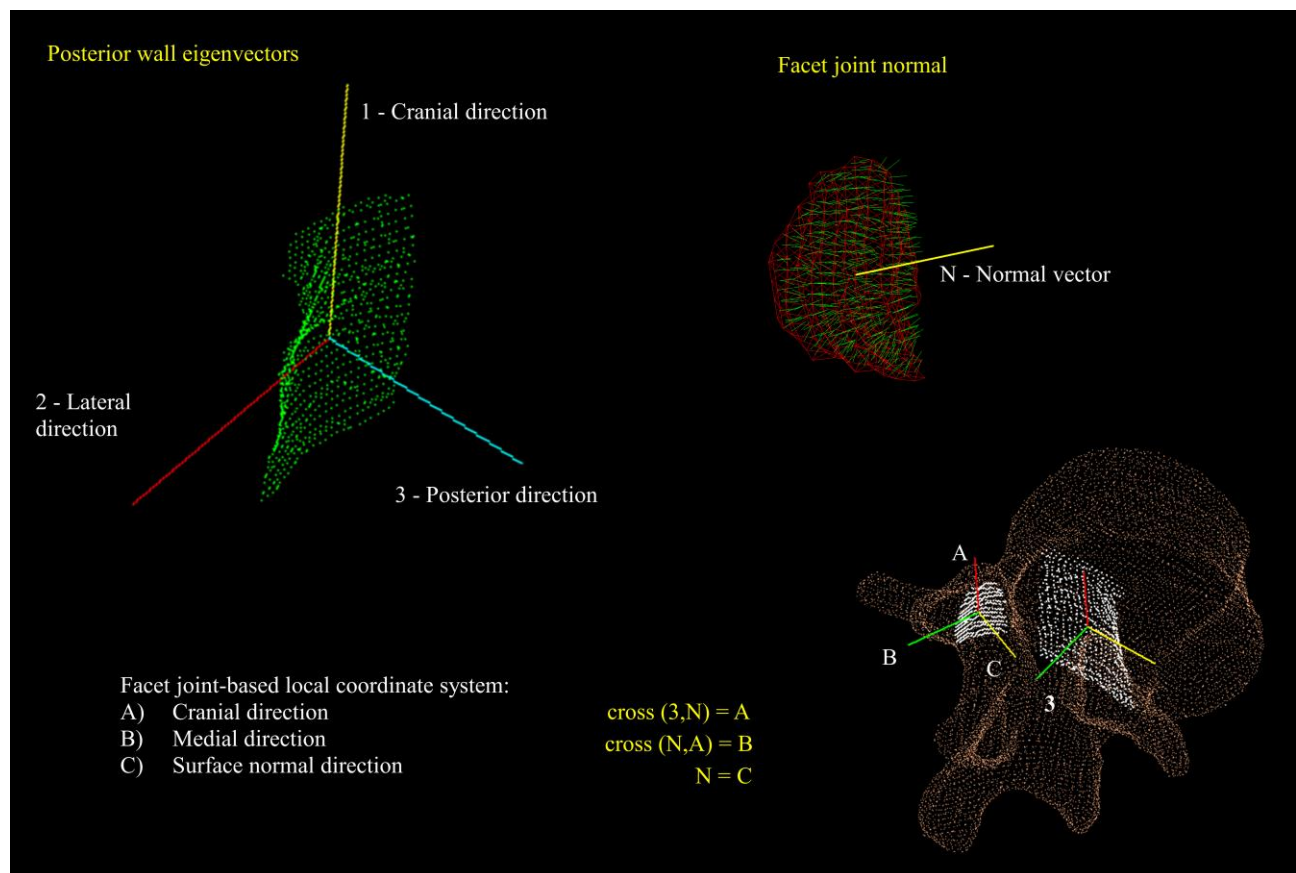 Posterior wall eigenvectors
1 - Cranial direction
2 - Lateral
direction
3 - Posterior direction
Facet joint normal
N - Normal vector
A
B
C
3
Facet joint-based local coordinate system:
A) Cranial direction
B) Medial direction
C) Surface normal direction
cross (3,N) = A
cross (N,A) = B
N = C